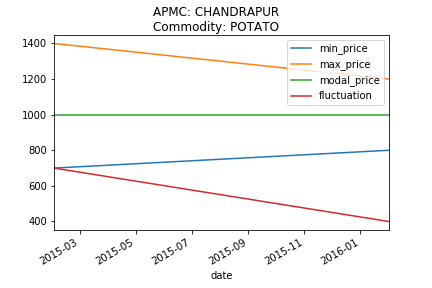 APMC: CHANDRAPUR
Commodity: POTATO
1400
1200
1000
800
600
400
min_price
max_price
modal_price
fluctuation
2015-03
2015-05
2015-07
2015-09
2015-11
2016-01
date